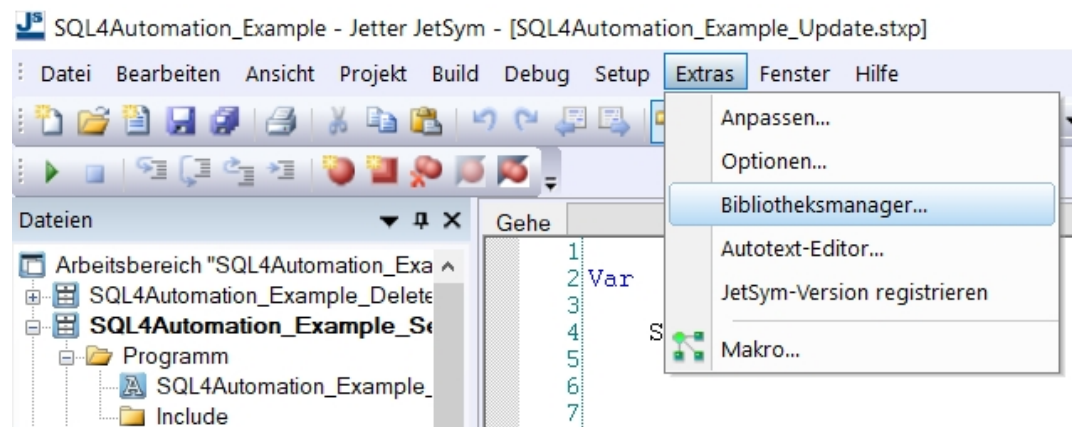 JS SQL4Automation_Example - Jetter JetSym - [SQL4Automation_Example_Update.stxp]
Datei Bearbeiten Ansicht Projekt Build Debug Setup Extras Fenster Hilfe
Anpassen...
Optionen...
Bibliotheksmanager...
Autotext-Editor...
JetSym-Version registrieren
Makro...
Dateien
Arbeitsbereich "SQL4Automation_Exa
SQL4Automation_Example_Delete
SQL4Automation_Example_Se
Programm
SQL4Automation_Example_
Include
Gehe
1
2 Var
3
4 S
5
6
7